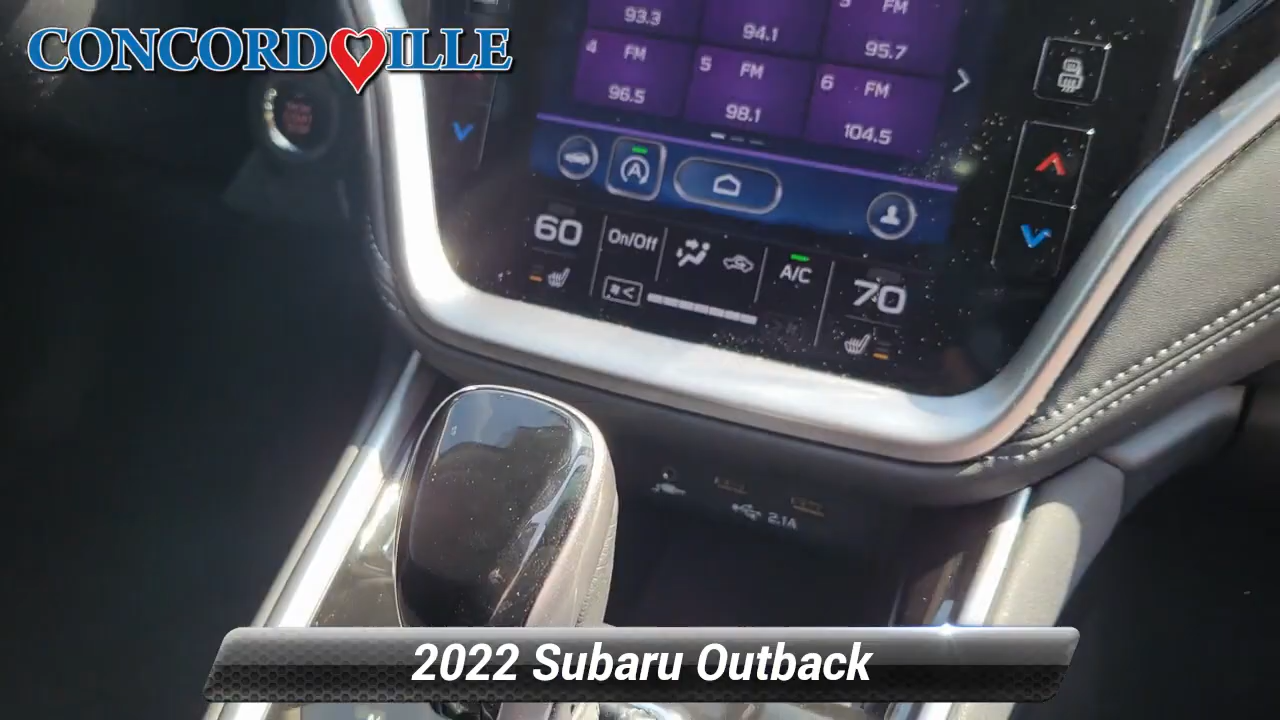 CONCORDVILLE
93.3
94.1
3 FM
95.7
4 FM
96.5
5 FM
98.1
6 FM
104.5
A
60
On/Off
A/C
70
2.1A
2022 Subaru Outback